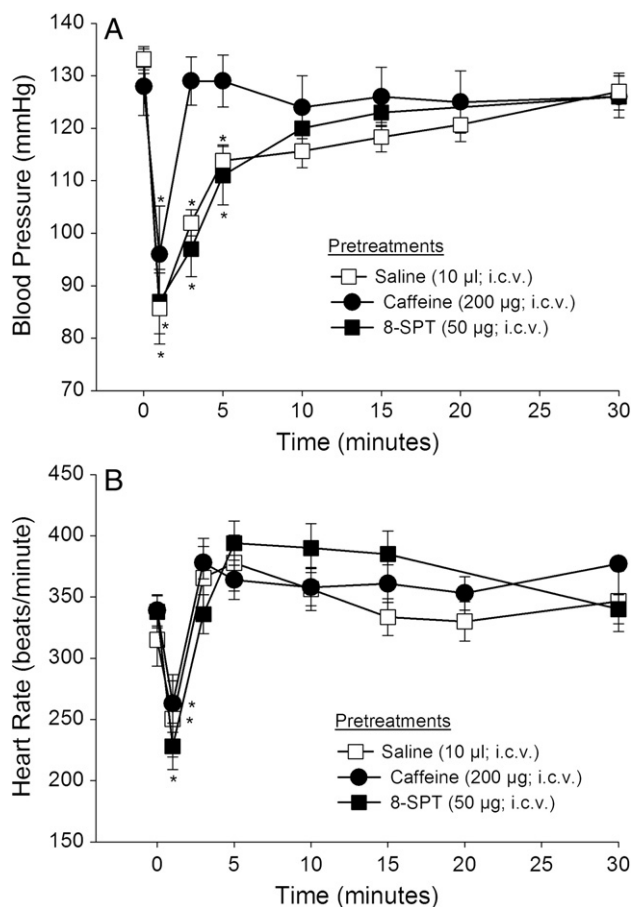 A
Blood Pressure (mmHg)
140
130
120
110
100
90
80
70
* * * * * * * *
Pretreatments
Saline (10 µl; i.c.v.)
Caffeine (200 µg; i.c.v.)
8-SPT (50 µg; i.c.v.)
0 5 10 15 20 25 30
Time (minutes)
B
Heart Rate (beats/minute)
450
400
350
300
250
200
150
* * *
Pretreatments
Saline (10 µl; i.c.v.)
Caffeine (200 µg; i.c.v.)
8-SPT (50 µg; i.c.v.)
0 5 10 15 20 25 30
Time (minutes)